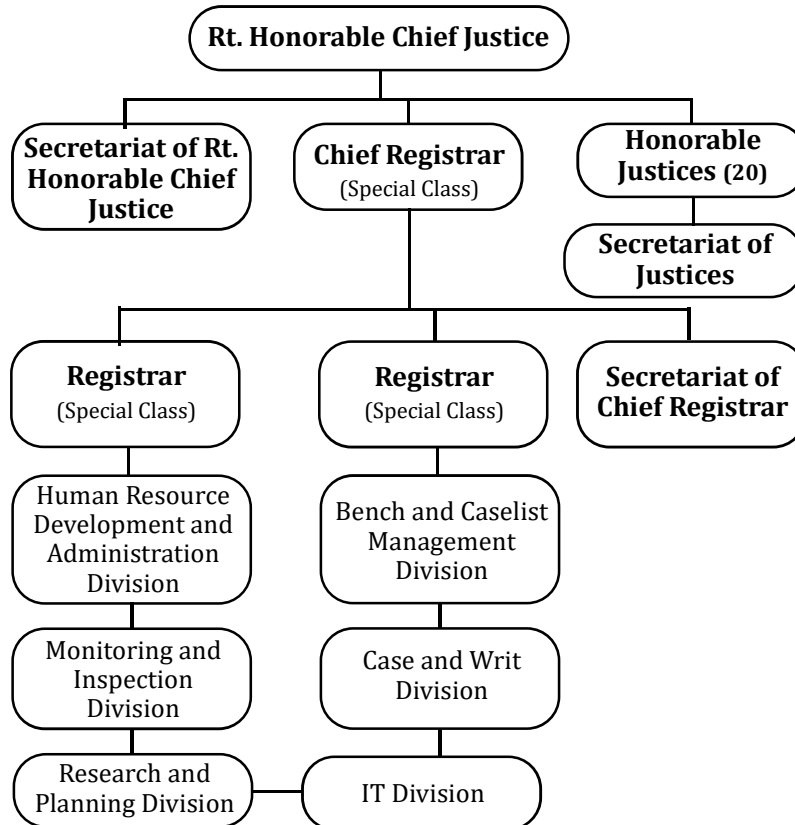 Rt. Honorable Chief Justice
Secretariat of Rt.
Honorable Chief
Justice
Chief Registrar
(Special Class)
Honorable
Justices (20)
Secretariat of
Justices
Registrar
(Special Class)
Registrar
(Special Class)
Secretariat of
Chief Registrar
Human Resource
Development and
Administration
Division
Bench and Caselist
Management
Division
Monitoring and
Inspection
Division
Case and Writ
Division
Research and
Planning Division
IT Division